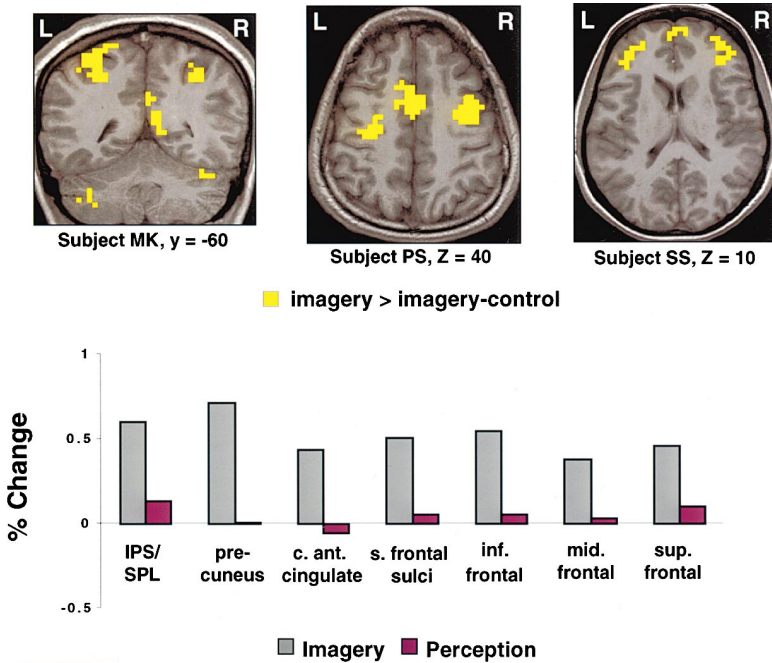 L R
L R
L R
Subject MK, y = -60
Subject PS, Z = 40
Subject SS, Z = 10
imagery > imagery-control
% Change
1
0.5
0
-0.5
IPS/
SPL
pre-
cuneus
c. ant.
cingulate
s. frontal
sulci
inf.
frontal
mid.
frontal
sup.
frontal
Imagery Perception